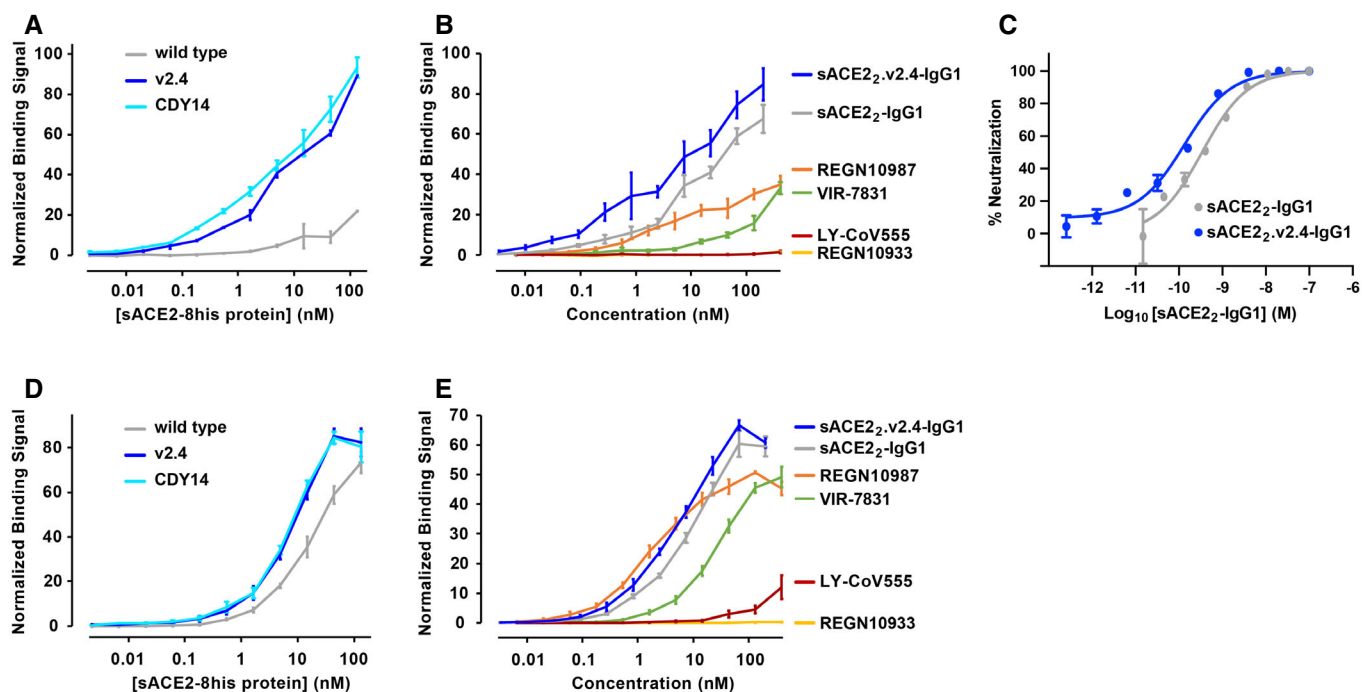 A
Normalized Binding Signal
100
80
60
40
20
0
wild type
v2.4
CDY14
0.01 0.1 1 10 100
[sACE2-8his protein] (nM)
B
Normalized Binding Signal
100
80
60
40
20
0
sACE2₂.v2.4-IgG1
sACE2₂-IgG1
REGN10987
VIR-7831
LY-CoV555
REGN10933
0.01 0.1 1 10 100
Concentration (nM)
C
% Neutralization
100
80
60
40
20
0
sACE2₂-IgG1
sACE2₂.v2.4-IgG1
-12 -11 -10 -9 -8 -7 -6
Log₁₀ [sACE2₂-IgG1] (M)
D
Normalized Binding Signal
80
60
40
20
0
wild type
v2.4
CDY14
0.01 0.1 1 10 100
[sACE2-8his protein] (nM)
E
Normalized Binding Signal
70
60
50
40
30
20
10
0
sACE2₂.v2.4-IgG1
sACE2₂-IgG1
REGN10987
VIR-7831
LY-CoV555
REGN10933
0.01 0.1 1 10 100
Concentration (nM)